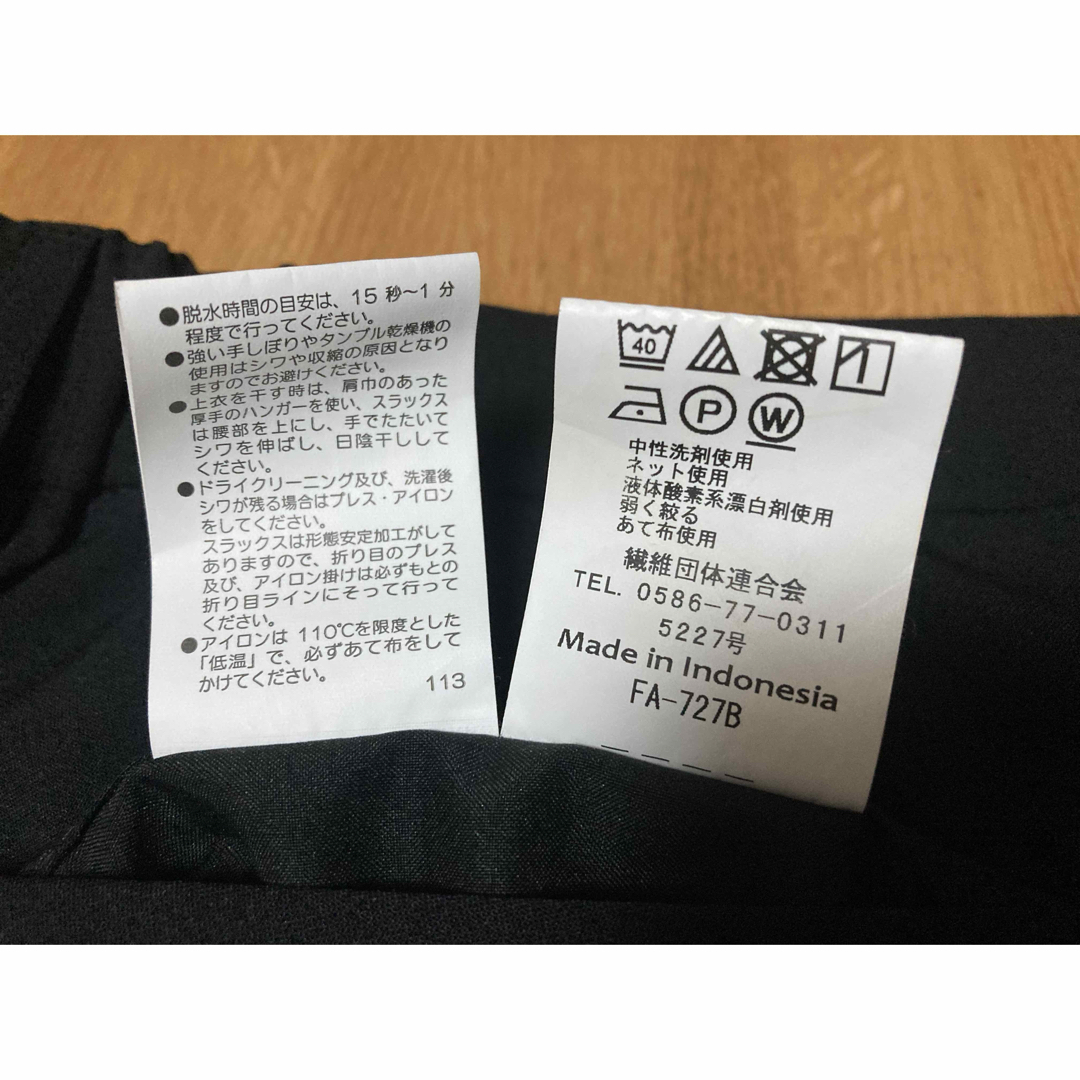 ●脱水時間の目安は、15秒～1分
程度で行ってください。
●強い手しぼりやタンブル乾燥機の
使用はシワや収縮の原因となり
ますのでお避けください。
●上衣を干す時は、肩巾のあった
厚手のハンガーを使い、スラックス
は腰部を上にし、手でたたいて
シワを伸ばし、日陰干しして
ください。
●ドライクリーニング及び、洗濯後
シワが残る場合はプレス・アイロン
をしてください。
スラックスは形態安定加工がして
ありますので、折り目のプレス
及び、アイロン掛けは必ずもとの
折り目ラインにそって行って
ください。
●アイロンは110℃を限度とした
「低温」で、必ずあて布をして
かけてください。
113
40
P W
中性洗剤使用
ネット使用
液体酸素系漂白剤使用
弱く絞る
あて布使用
繊維団体連合会
TEL. 0586-77-0311
5227号
Made in Indonesia
FA-727B